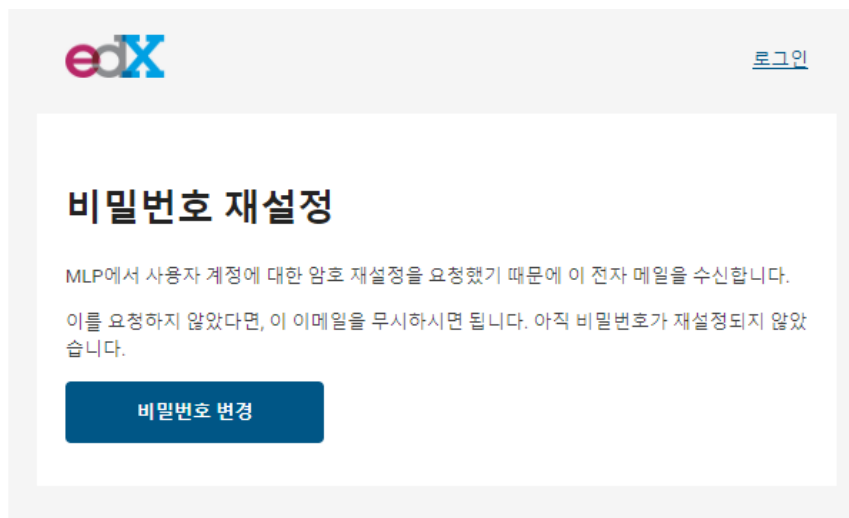 edX
로그인
비밀번호 재설정
MLP에서 사용자 계정에 대한 암호 재설정을 요청했기 때문에 이 전자 메일을 수신합니다.
이를 요청하지 않았다면, 이 이메일을 무시하시면 됩니다. 아직 비밀번호가 재설정되지 않았
습니다.
비밀번호 변경